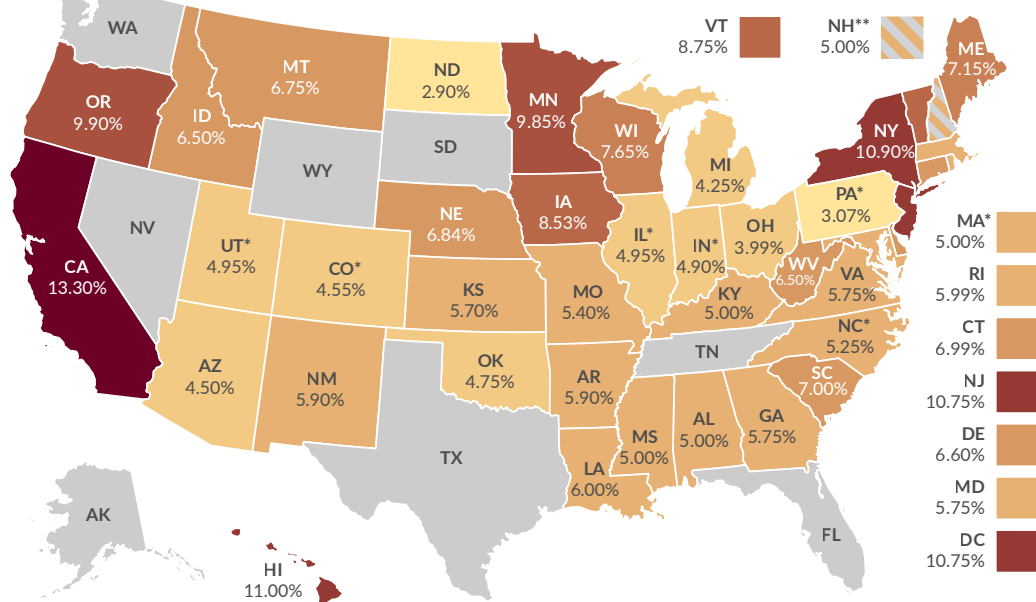 WA
VT
8.75%
NH**
5.00%
ME
7.15%
MT
6.75%
ND
2.90%
OR
9.90%
ID
6.50%
MN
9.85%
WI
7.65%
NY
10.90%
SD
WY
MI
4.25%
IA
8.53%
PA*
3.07%
NE
6.84%
NV
UT*
4.95%
CO*
4.55%
IL*
4.95%
IN*
4.90%
OH
3.99%
WV
6.50%
VA
5.75%
MA*
5.00%
CA
13.30%
KS
5.70%
MO
5.40%
KY
5.00%
RI
5.99%
NC*
5.25%
TN
CT
6.99%
AZ
4.50%
NM
5.90%
OK
4.75%
AR
5.90%
SC
7.00%
NJ
10.75%
MS
5.00%
AL
5.00%
GA
5.75%
DE
6.60%
TX
LA
6.00%
MD
5.75%
AK
FL
DC
10.75%
HI
11.00%